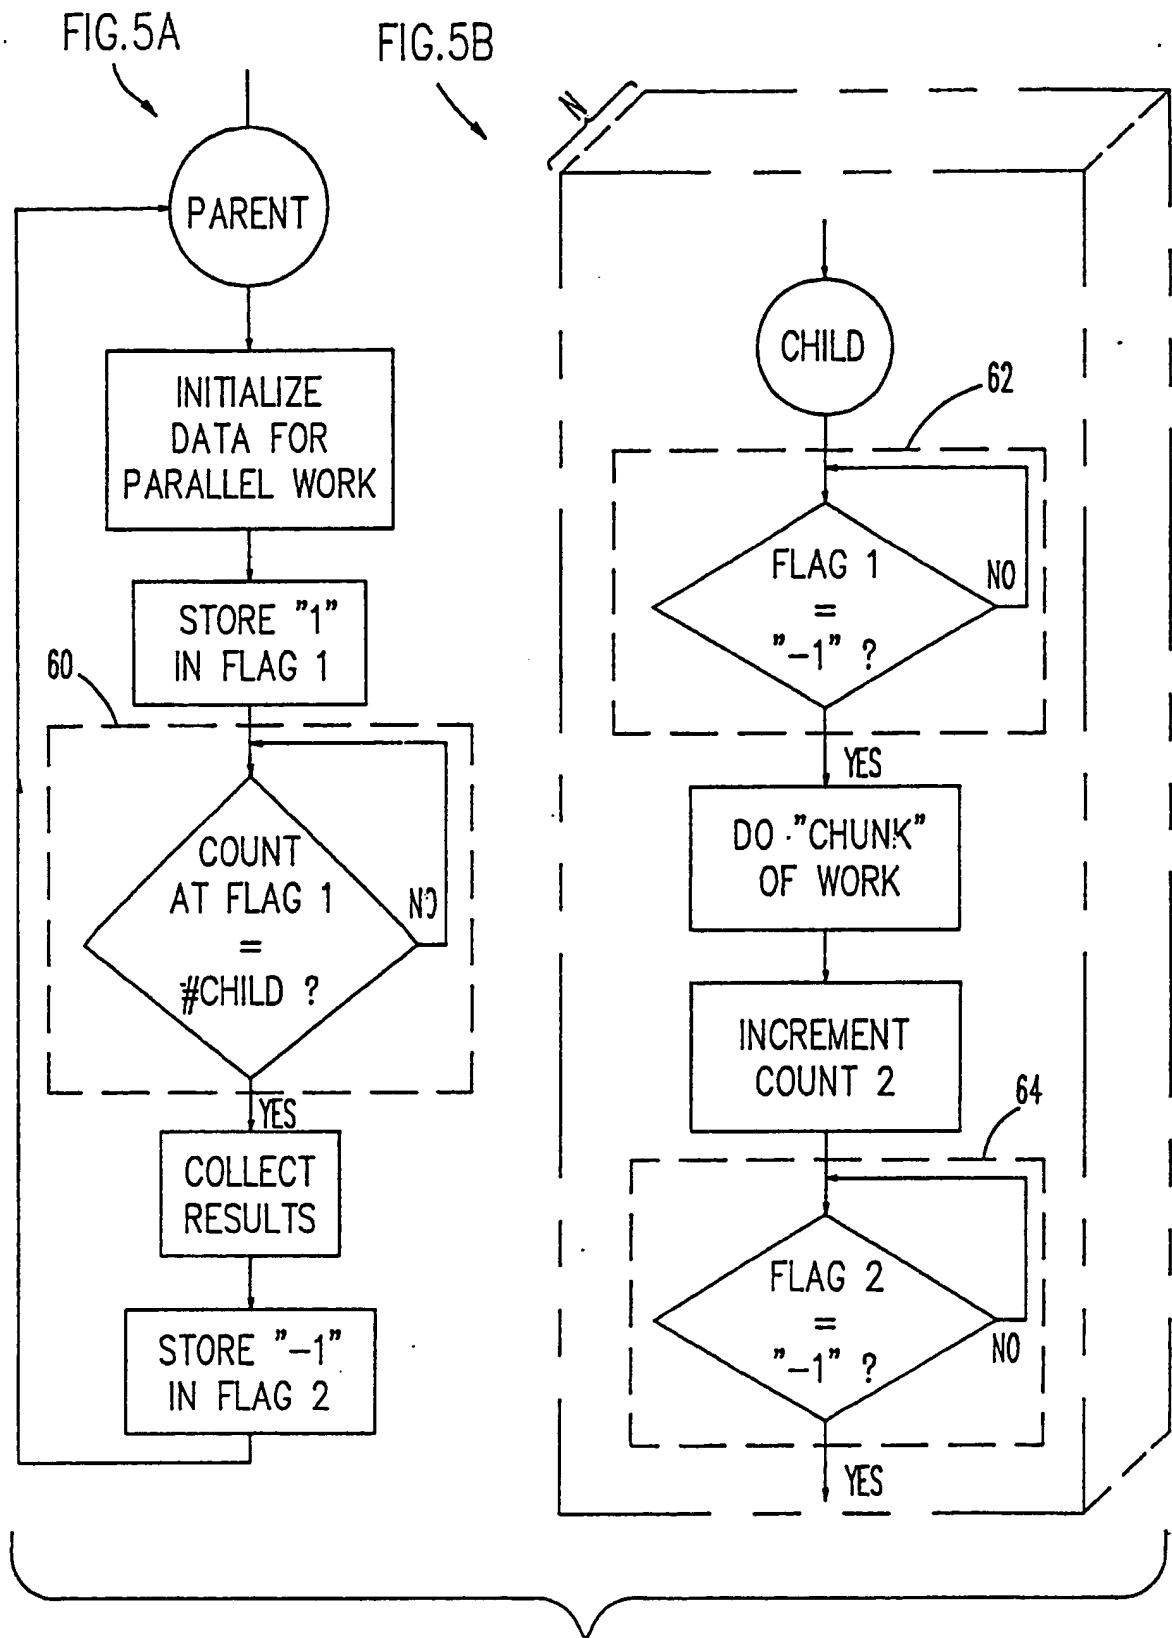 FIG.5A
PARENT
INITIALIZE
DATA FOR
PARALLEL WORK
STORE "1"
IN FLAG 1
60
COUNT
AT FLAG 1
=
#CHILD ?
NO
YES
COLLECT
RESULTS
STORE "-1"
IN FLAG 2
FIG.5B
N
CHILD
62
FLAG 1
=
"-1" ?
NO
YES
DO "CHUNK"
OF WORK
INCREMENT
COUNT 2
64
FLAG 2
=
"-1" ?
NO
YES